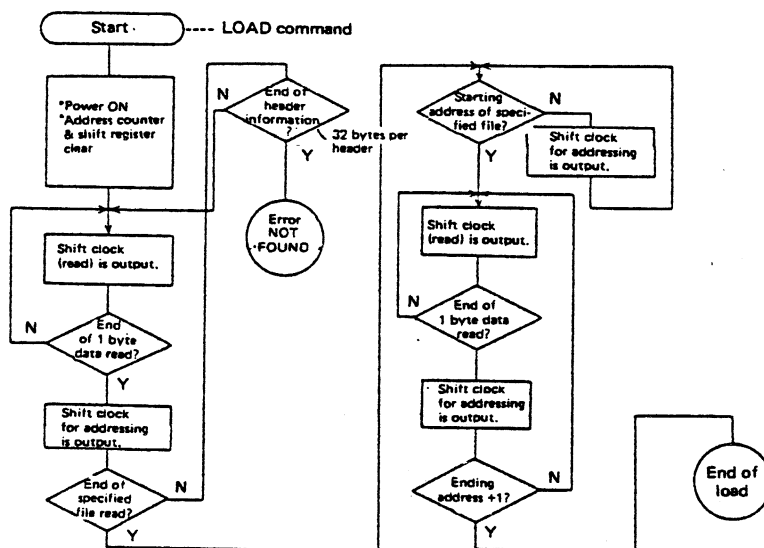 Start
LOAD command
*Power ON
*Address counter
& shift register
clear
Shift clock
(read) is output.
N
End
of 1 byte
data read?
Y
Shift clock
for addressing
is output.
End of
specified
file read?
N
Y
N
End of
header
information
?
32 bytes per
header
Y
Error
NOT
FOUND
Starting
address of speci-
fied file?
N
Shift clock
for addressing
is output.
Y
Shift clock
(read) is output.
N
End of
1 byte data
read?
Y
Shift clock
for addressing
is output.
Ending
address +1?
N
Y
End of
load